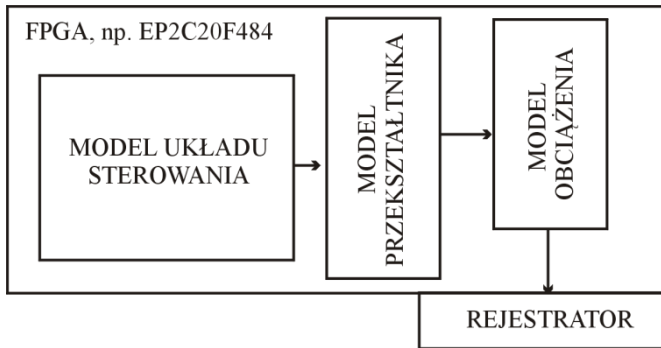 FPGA, np. EP2C20F484
MODEL UKŁADU
STEROWANIA
MODEL
PRZEKSZTAŁTNIKA
MODEL
OBCIĄŻENIA
REJESTRATOR